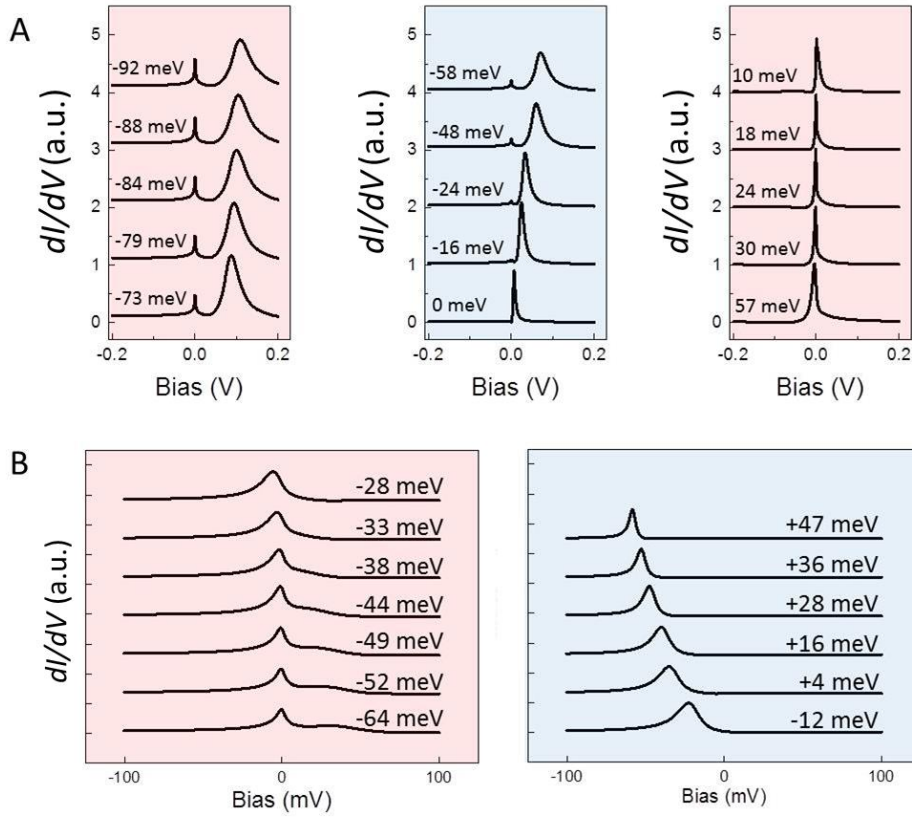 A
dI/dV (a.u.)
5
4
3
2
1
0
-92 meV
-88 meV
-84 meV
-79 meV
-73 meV
-0.2 0.0 0.2
Bias (V)
dI/dV (a.u.)
5
4
3
2
1
0
-58 meV
-48 meV
-24 meV
-16 meV
0 meV
-0.2 0.0 0.2
Bias (V)
dI/dV (a.u.)
5
4
3
2
1
0
10 meV
18 meV
24 meV
30 meV
57 meV
-0.2 0.0 0.2
Bias (V)
B
dI/dV (a.u.)
-28 meV
-33 meV
-38 meV
-44 meV
-49 meV
-52 meV
-64 meV
-100 0 100
Bias (mV)
+47 meV
+36 meV
+28 meV
+16 meV
+4 meV
-12 meV
-100 0 100
Bias (mV)